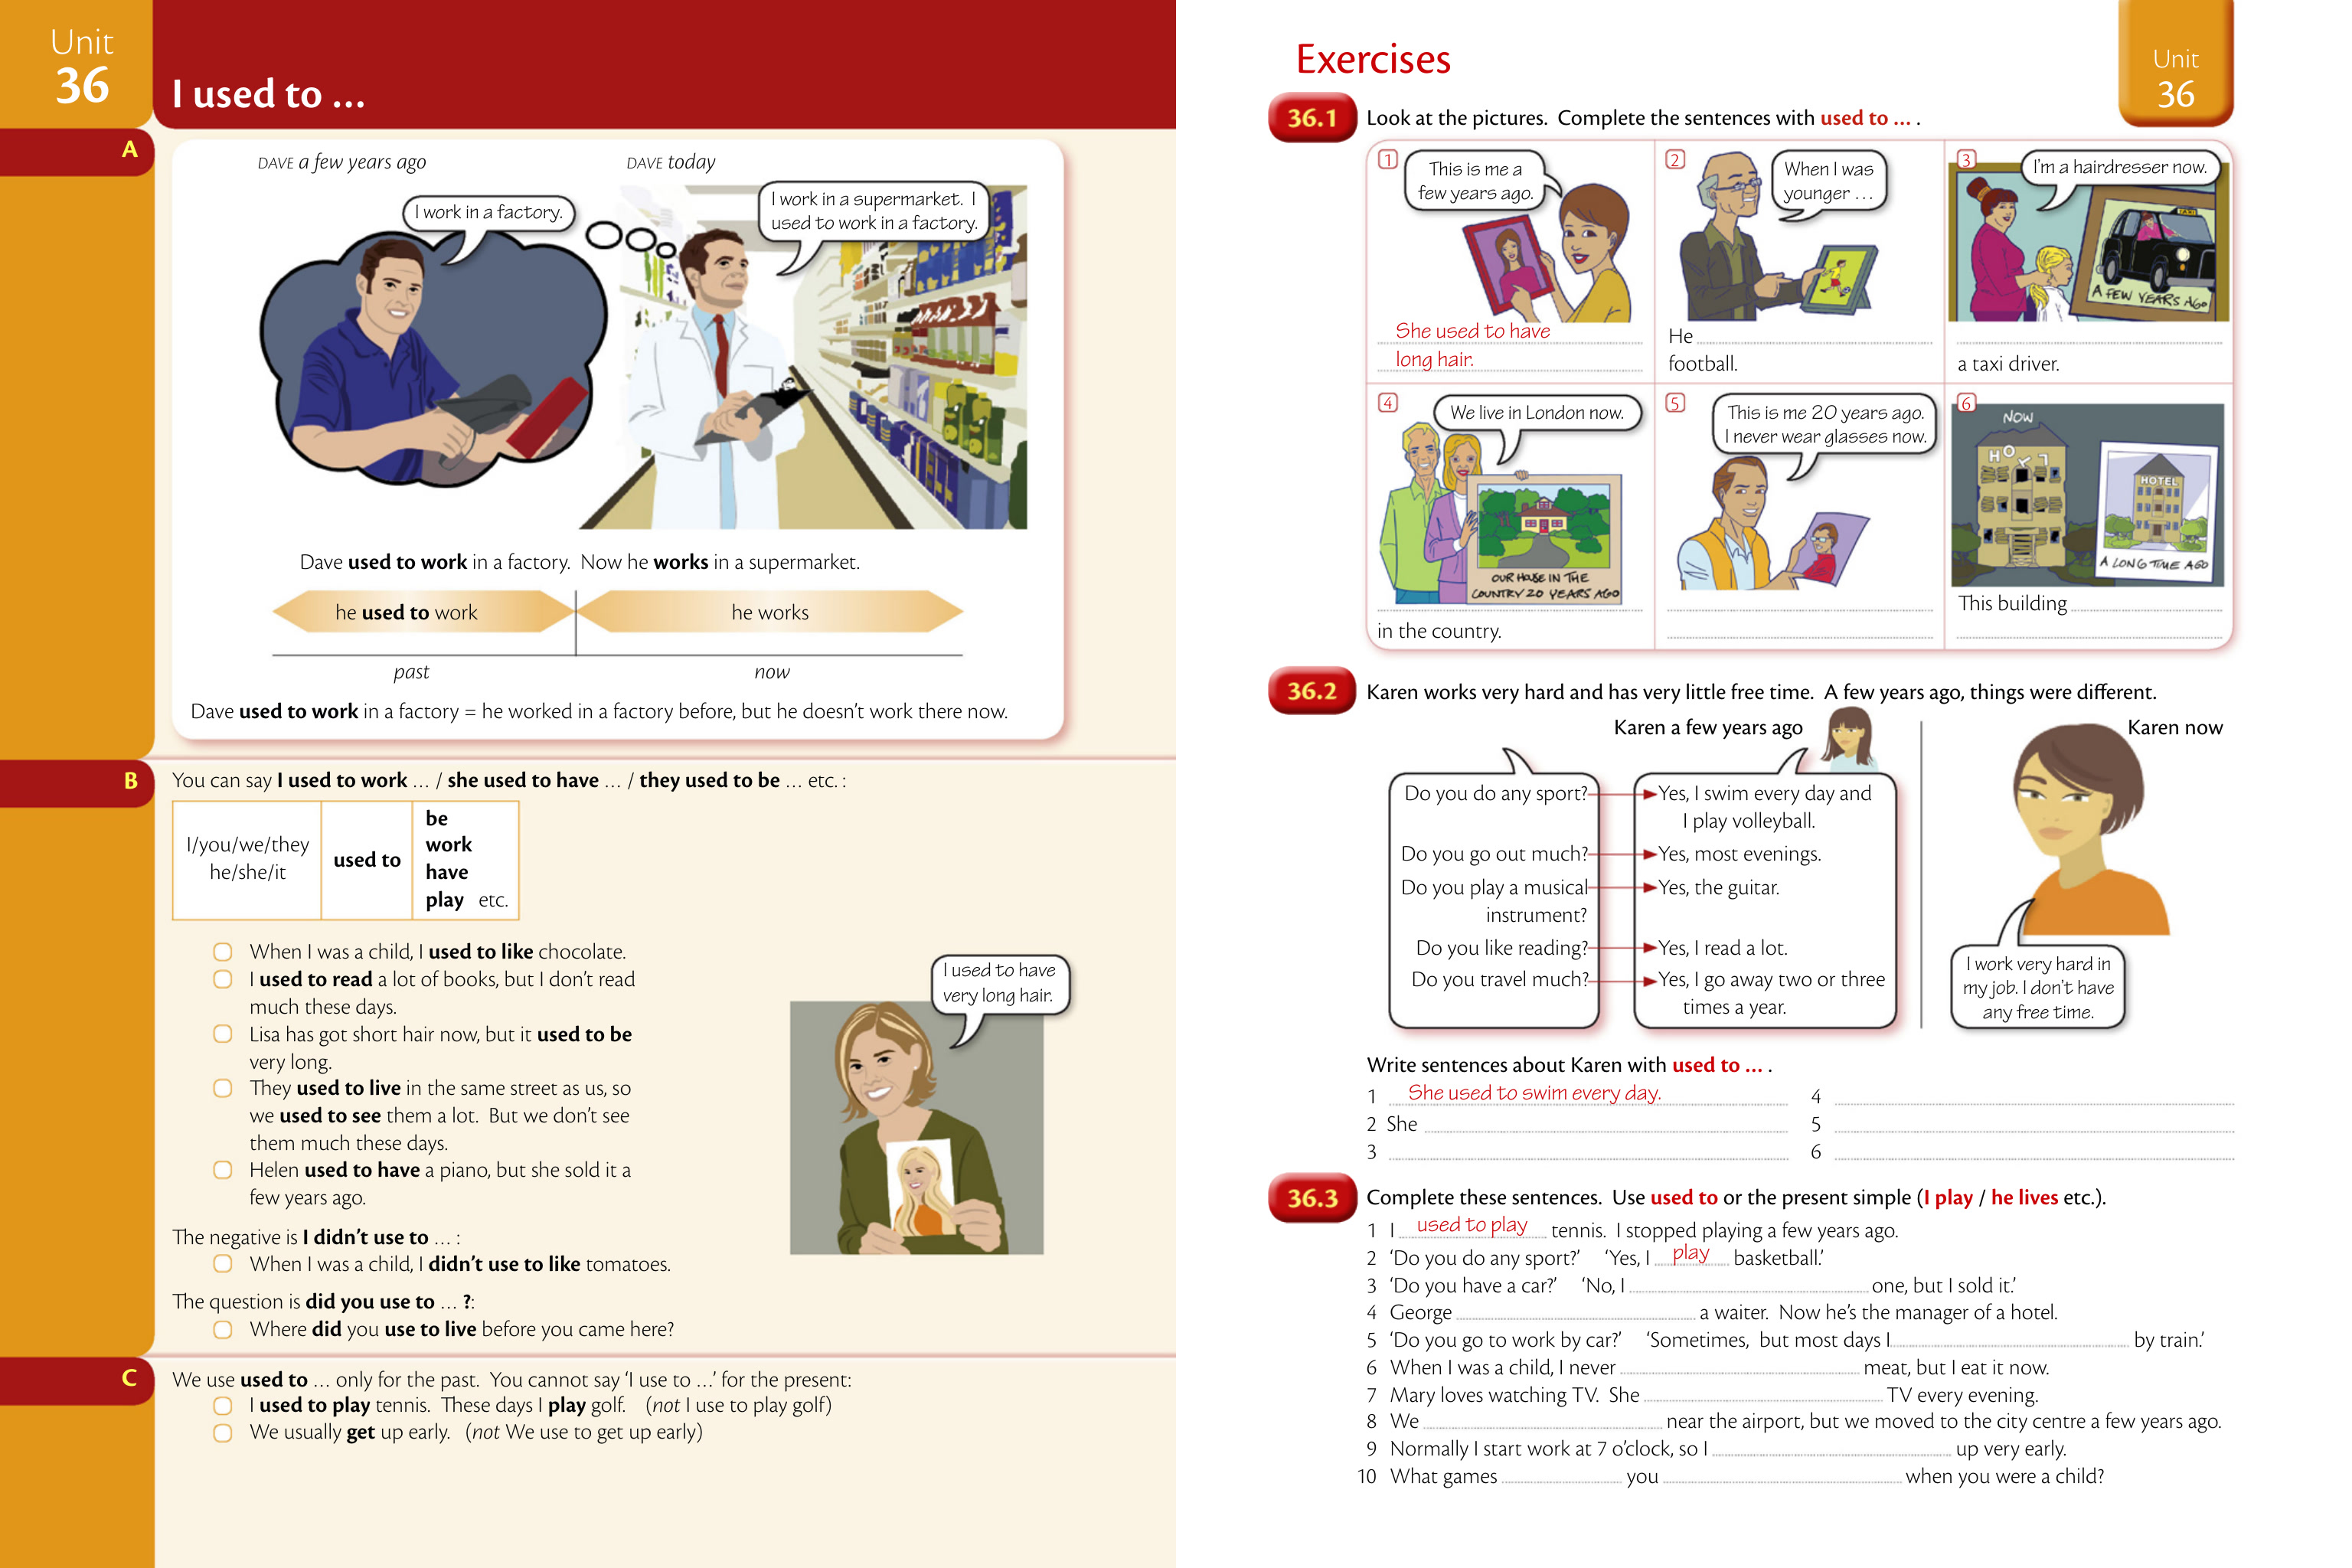 Unit
36
I used to ...
A
DAVE a few years ago
DAVE today
I work in a factory.
I work in a supermarket. I
used to work in a factory.
Dave used to work in a factory. Now he works in a supermarket.
he used to work
he works
past
now
Dave used to work in a factory = he worked in a factory before, but he doesn't work there now.
B
You can say I used to work ... / she used to have ... / they used to be ... etc. :
I/you/we/they
he/she/it
used to
be
work
have
play etc.
When I was a child, I used to like chocolate.
I used to read a lot of books, but I don't read
much these days.
Lisa has got short hair now, but it used to be
very long.
They used to live in the same street as us, so
we used to see them a lot. But we don't see
them much these days.
Helen used to have a piano, but she sold it a
few years ago.
I used to have
very long hair.
The negative is I didn't use to ... :
When I was a child, I didn't use to like tomatoes.
The question is did you use to ... ?:
Where did you use to live before you came here?
C
We use used to ... only for the past. You cannot say 'I use to ...' for the present:
I used to play tennis. These days I play golf. (not I use to play golf)
We usually get up early. (not We use to get up early)
Exercises
Unit
36
36.1 Look at the pictures. Complete the sentences with used to ... .
1
This is me a
few years ago.
She used to have
long hair.
2
When I was
younger ...
He
football.
3
I'm a hairdresser now.
TAXI
A FEW YEARS AGO
a taxi driver.
4
We live in London now.
OUR HOUSE IN THE
COUNTRY 20 YEARS AGO
in the country.
5
This is me 20 years ago.
I never wear glasses now.
6
NOW
HOTEL
HOTEL
A LONG TIME AGO
This building
36.2 Karen works very hard and has very little free time. A few years ago, things were different.
Karen a few years ago
Karen now
Do you do any sport?
Yes, I swim every day and
I play volleyball.
Do you go out much?
Yes, most evenings.
Do you play a musical
instrument?
Yes, the guitar.
Do you like reading?
Yes, I read a lot.
Do you travel much?
Yes, I go away two or three
times a year.
I work very hard in
my job. I don't have
any free time.
Write sentences about Karen with used to ... .
1 She used to swim every day.
2 She
3
4
5
6
36.3 Complete these sentences. Use used to or the present simple (I play / he lives etc.).
1 I used to play tennis. I stopped playing a few years ago.
2 'Do you do any sport?' 'Yes, I play basketball.'
3 'Do you have a car?' 'No, I one, but I sold it.'
4 George a waiter. Now he's the manager of a hotel.
5 'Do you go to work by car?' 'Sometimes, but most days I by train.'
6 When I was a child, I never meat, but I eat it now.
7 Mary loves watching TV. She TV every evening.
8 We near the airport, but we moved to the city centre a few years ago.
9 Normally I start work at 7 o'clock, so I up very early.
10 What games you when you were a child?